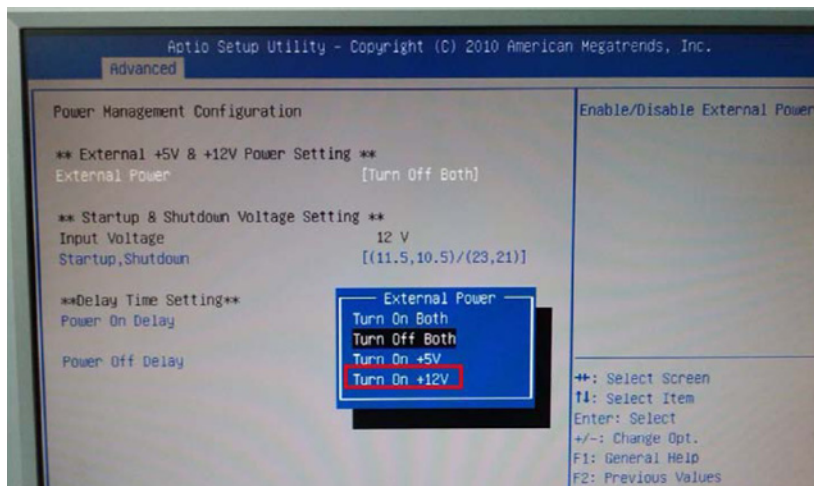 Aptio Setup Utility - Copyright (C) 2010 American Megatrends, Inc.
Advanced
Power Management Configuration
** External +5V & +12V Power Setting **
External Power [Turn Off Both]
** Startup & Shutdown Voltage Setting **
Input Voltage 12 V
Startup,Shutdown [(11.5,10.5)/(23,21)]
**Delay Time Setting**
Power On Delay
Power Off Delay
External Power
Turn On Both
Turn Off Both
Turn On +5V
Turn On +12V
Enable/Disable External Power
→←: Select Screen
↑↓: Select Item
Enter: Select
+/-: Change Opt.
F1: General Help
F2: Previous Values